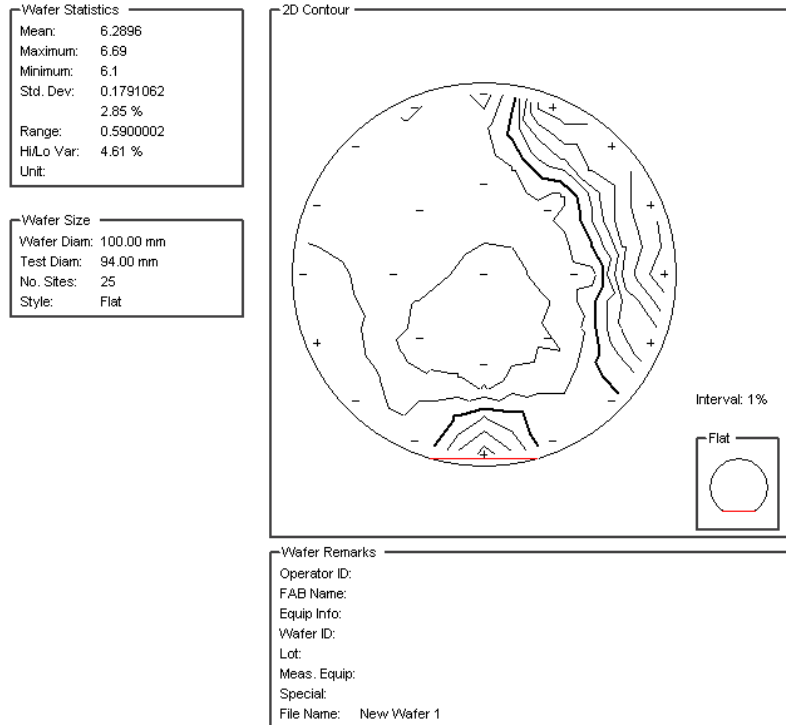 Wafer Statistics
Mean: 6.2896
Maximum: 6.69
Minimum: 6.1
Std. Dev: 0.1791062
2.85 %
Range: 0.5900002
Hi/Lo Var: 4.61 %
Unit:
Wafer Size
Wafer Diam: 100.00 mm
Test Diam: 94.00 mm
No. Sites: 25
Style: Flat
2D Contour
Interval: 1%
Flat
Wafer Remarks
Operator ID:
FAB Name:
Equip Info:
Wafer ID:
Lot:
Meas. Equip:
Special:
File Name: New Wafer 1